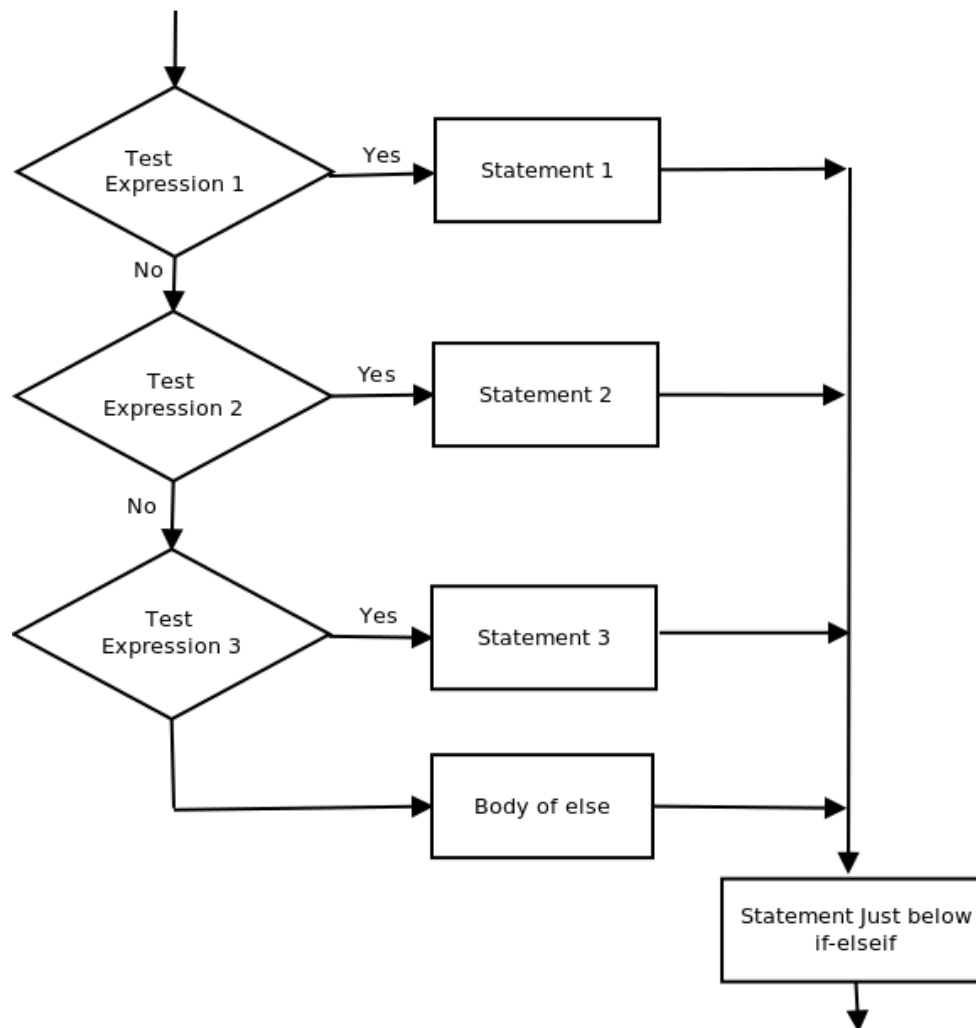 Test
Expression 1
Yes
Statement 1
No
Test
Expression 2
Yes
Statement 2
No
Test
Expression 3
Yes
Statement 3
Body of else
Statement Just below
if-elseif